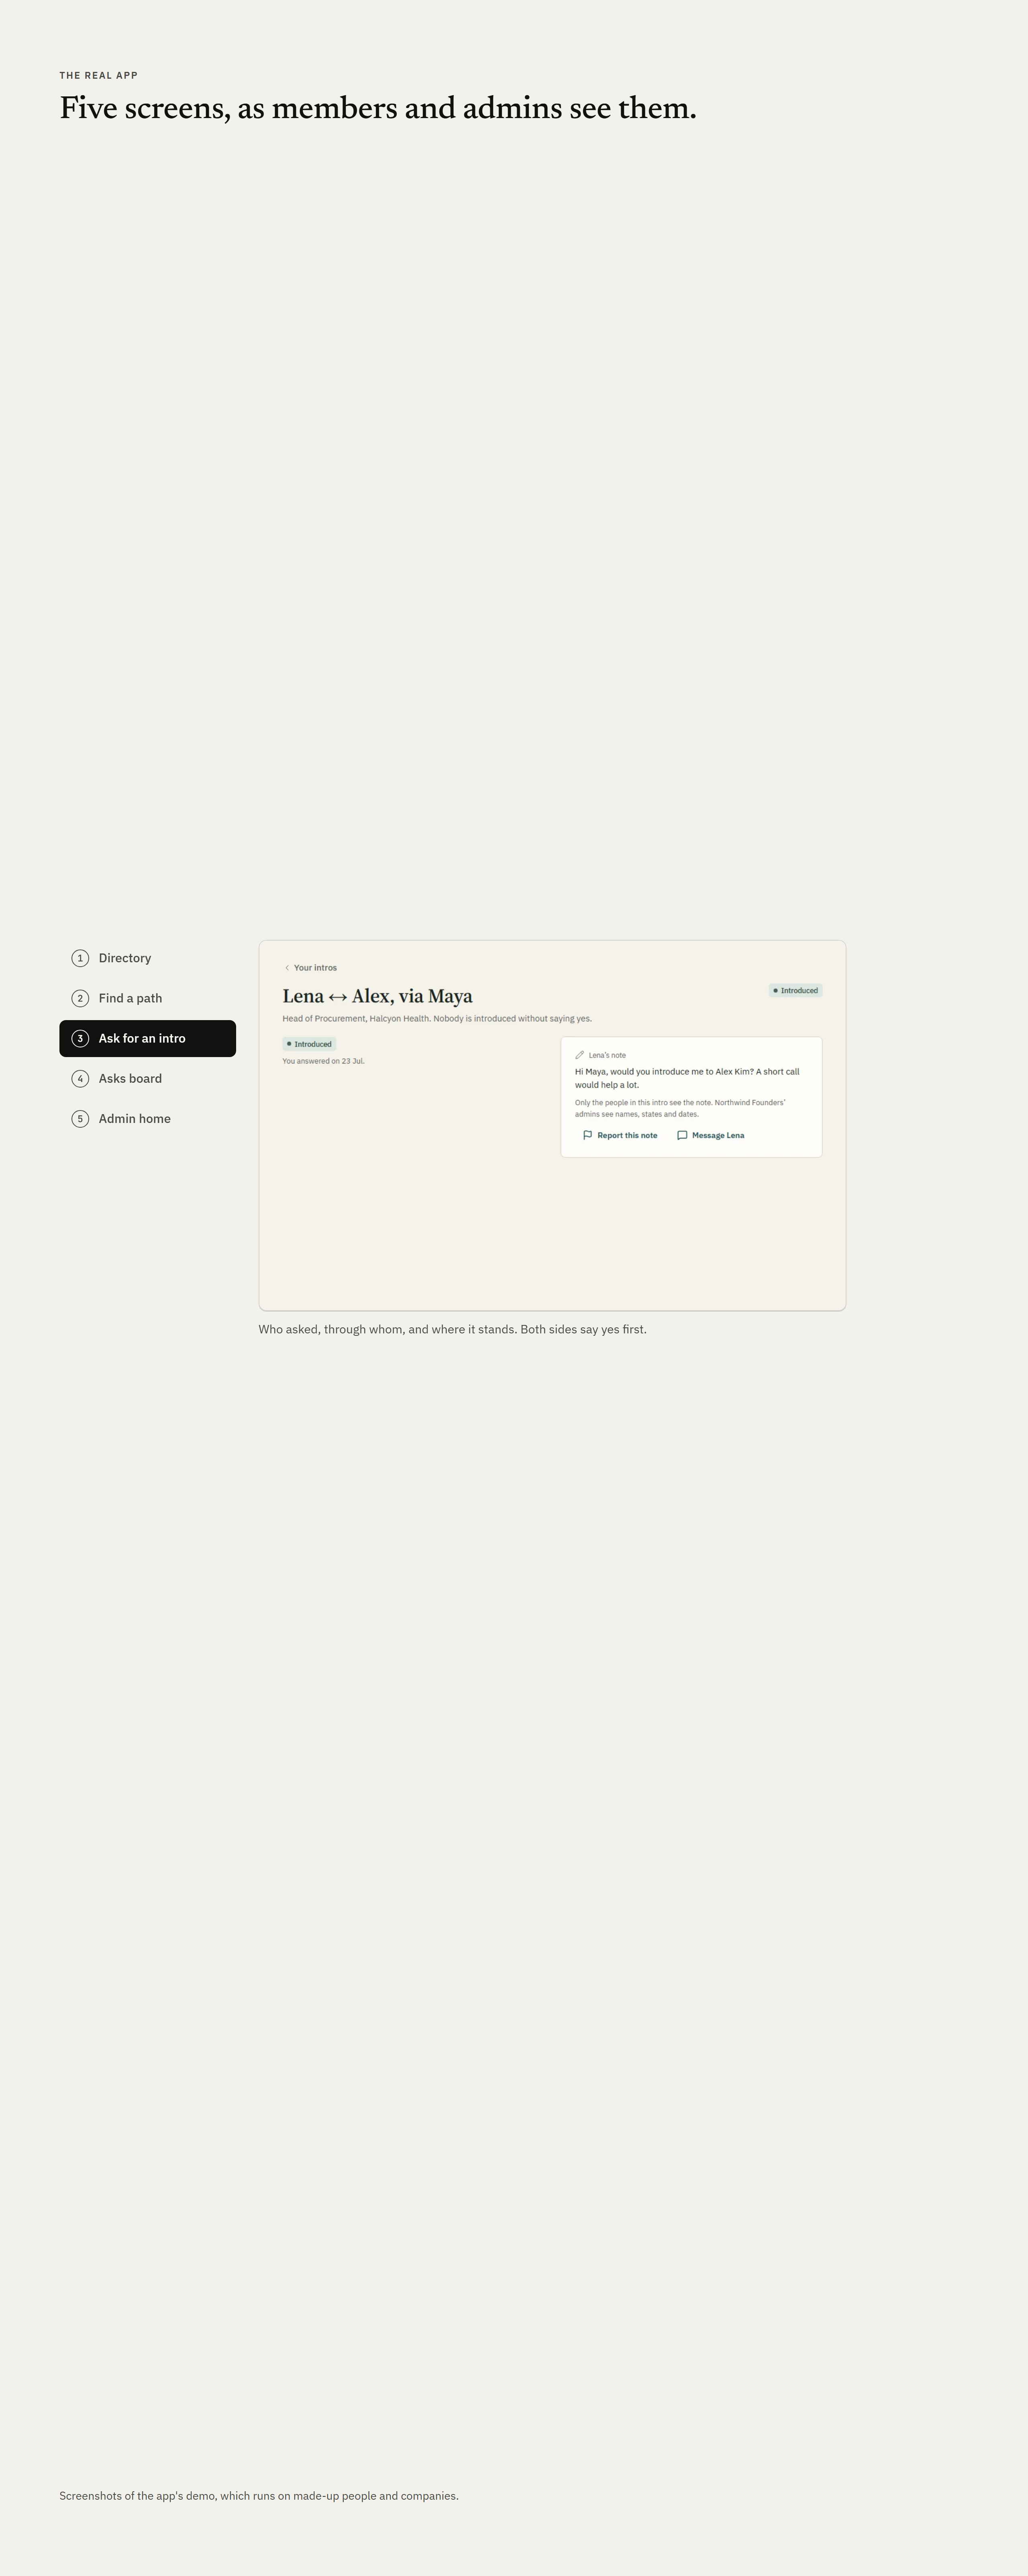 THE REAL APP
Five screens, as members and admins see them.
1 Directory
2 Find a path
3 Ask for an intro
4 Asks board
5 Admin home
Your intros
Lena ↔ Alex, via Maya
Introduced
Head of Procurement, Halcyon Health. Nobody is introduced without saying yes.
Introduced
You answered on 23 Jul.
Lena's note
Hi Maya, would you introduce me to Alex Kim? A short call
would help a lot.
Only the people in this intro see the note. Northwind Founders'
admins see names, states and dates.
Report this note
Message Lena
Who asked, through whom, and where it stands. Both sides say yes first.
Screenshots of the app's demo, which runs on made-up people and companies.